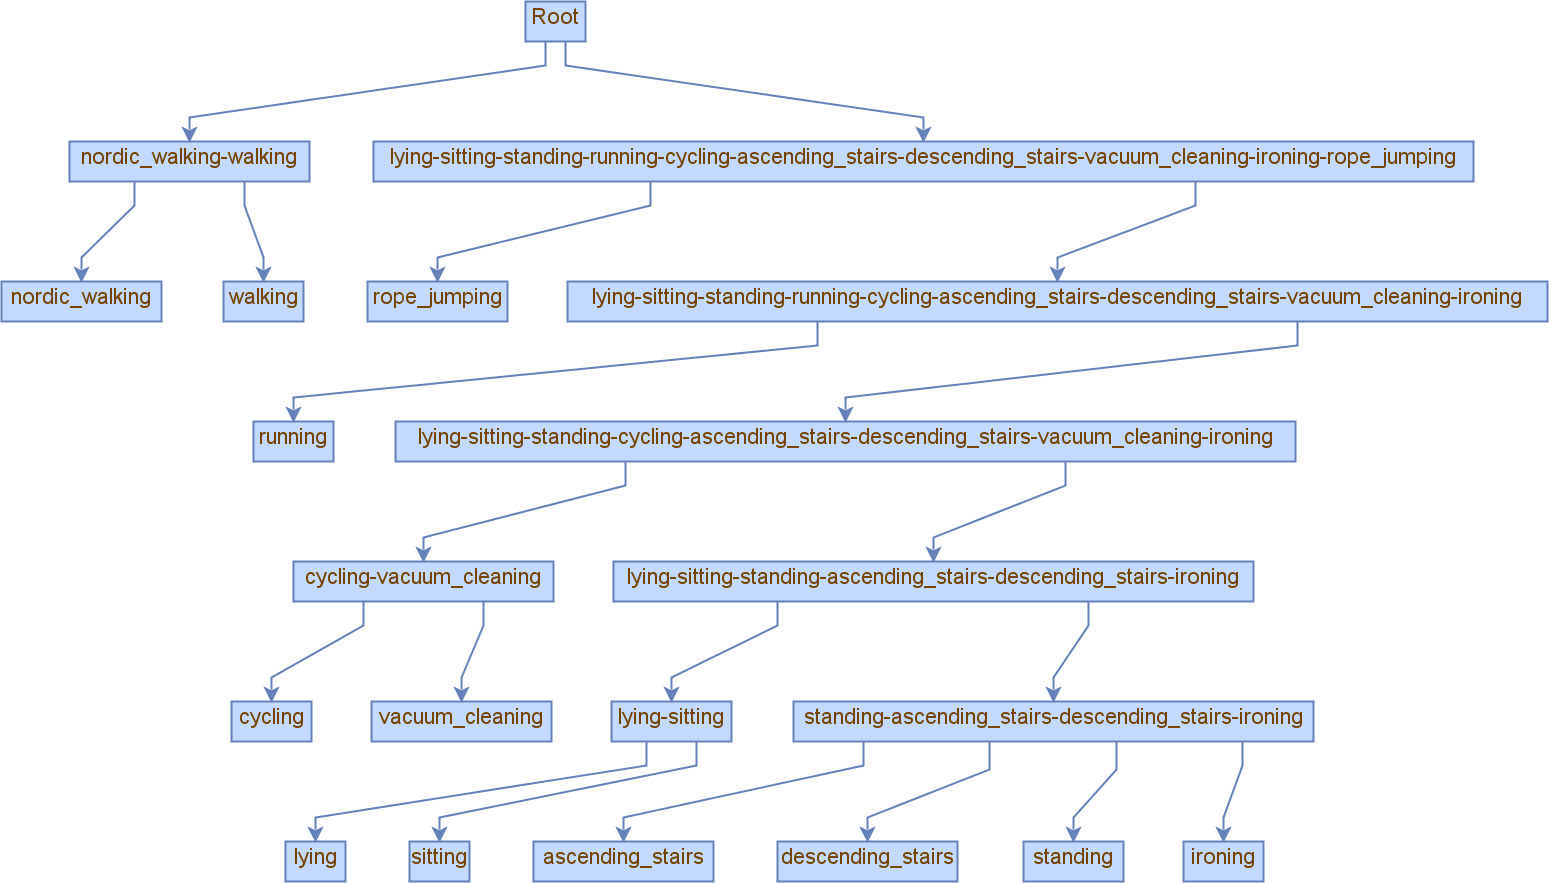 Root
nordic_walking-walking
lying-sitting-standing-running-cycling-ascending_stairs-descending_stairs-vacuum_cleaning-ironing-rope_jumping
nordic_walking
walking
rope_jumping
lying-sitting-standing-running-cycling-ascending_stairs-descending_stairs-vacuum_cleaning-ironing
running
lying-sitting-standing-cycling-ascending_stairs-descending_stairs-vacuum_cleaning-ironing
cycling-vacuum_cleaning
lying-sitting-standing-ascending_stairs-descending_stairs-ironing
cycling
vacuum_cleaning
lying-sitting
standing-ascending_stairs-descending_stairs-ironing
lying
sitting
ascending_stairs
descending_stairs
standing
ironing